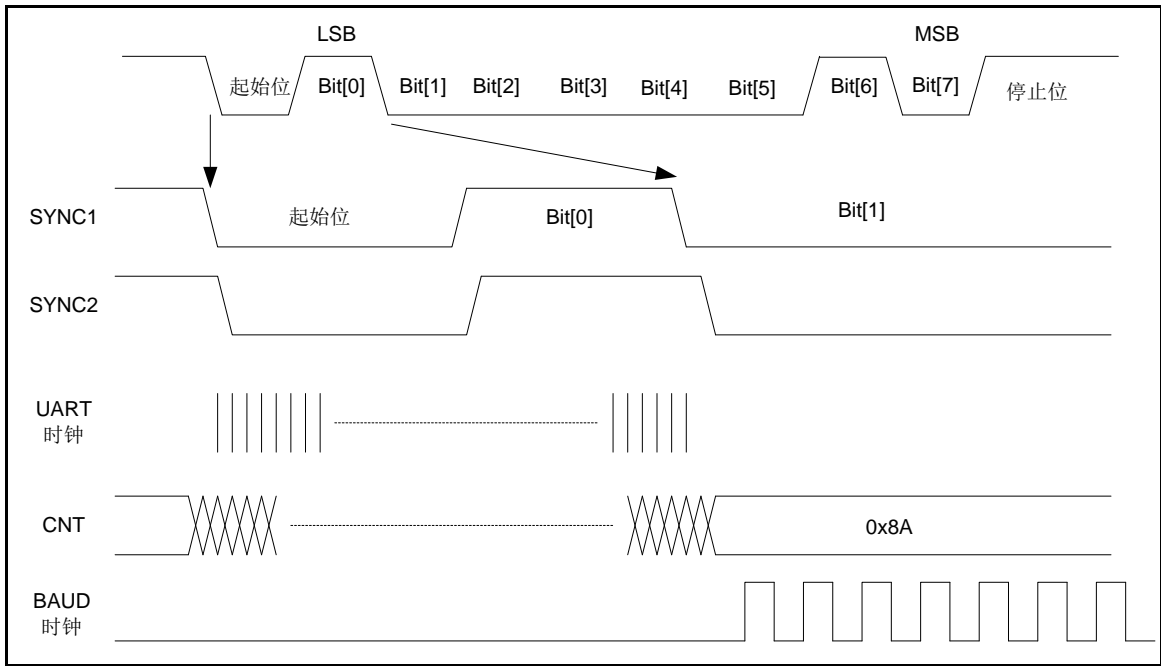 LSB MSB
起始位 Bit[0] Bit[1] Bit[2] Bit[3] Bit[4] Bit[5] Bit[6] Bit[7] 停止位
SYNC1 起始位 Bit[0] Bit[1]
SYNC2
UART
时钟
CNT 0x8A
BAUD
时钟